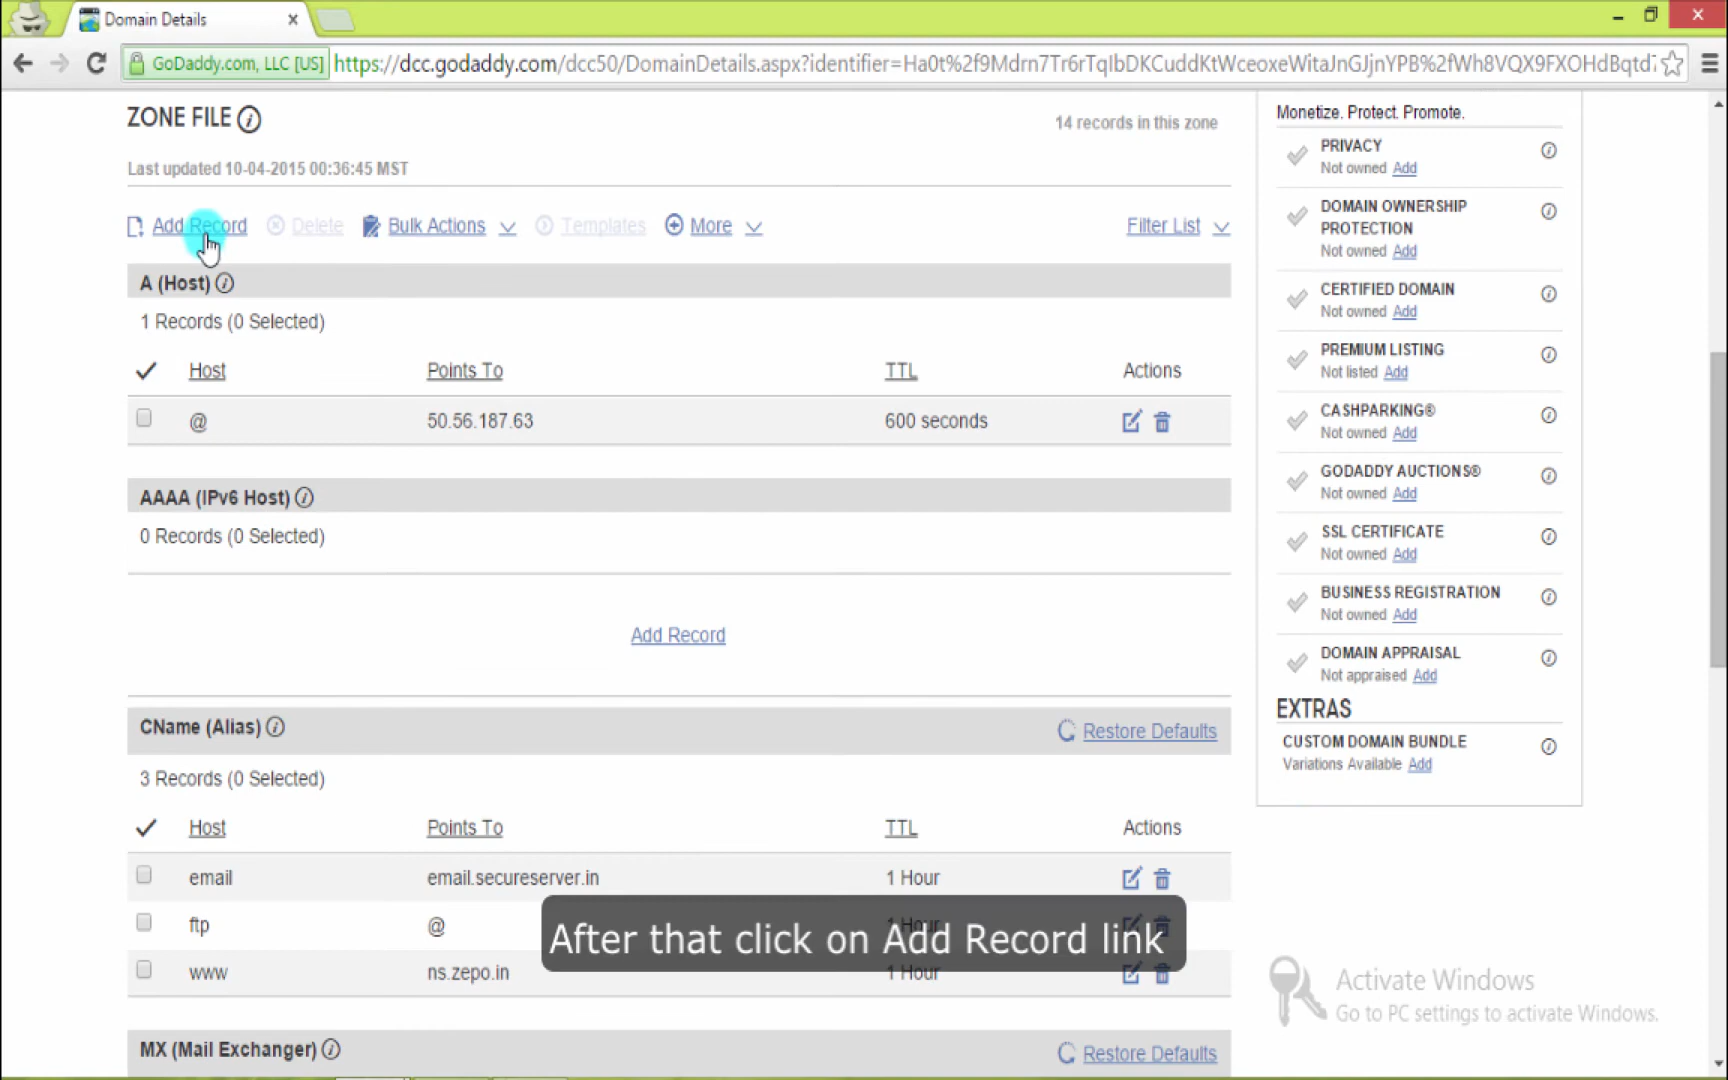 Domain Details
GoDaddy.com, LLC [US] https://dcc.godaddy.com/dcc50/DomainDetails.aspx?identifier=
ZONE FILE
14 records in this zone
Last updated 10-04-2015 00:36:45 MST
Add Record Delete Bulk Actions Templates More Filter List
A (Host)
1 Records (0 Selected)
Host Points To TTL Actions
@ 50.56.187.63 600 seconds
AAAA (IPv6 Host)
0 Records (0 Selected)
Add Record
CName (Alias) Restore Defaults
3 Records (0 Selected)
Host Points To TTL Actions
email email.secureserver.in 1 Hour
ftp @ 1 Hour
www ns.zepo.in 1 Hour
MX (Mail Exchanger) Restore Defaults
After that click on Add Record link
Monetize. Protect. Promote.
PRIVACY
Not owned Add
DOMAIN OWNERSHIP
PROTECTION
Not owned Add
CERTIFIED DOMAIN
Not owned Add
PREMIUM LISTING
Not listed Add
CASHPARKING®
Not owned Add
GODADDY AUCTIONS®
Not owned Add
SSL CERTIFICATE
Not owned Add
BUSINESS REGISTRATION
Not owned Add
DOMAIN APPRAISAL
Not appraised Add
EXTRAS
CUSTOM DOMAIN BUNDLE
Variations Available Add
Activate Windows
Go to PC settings to activate Windows.